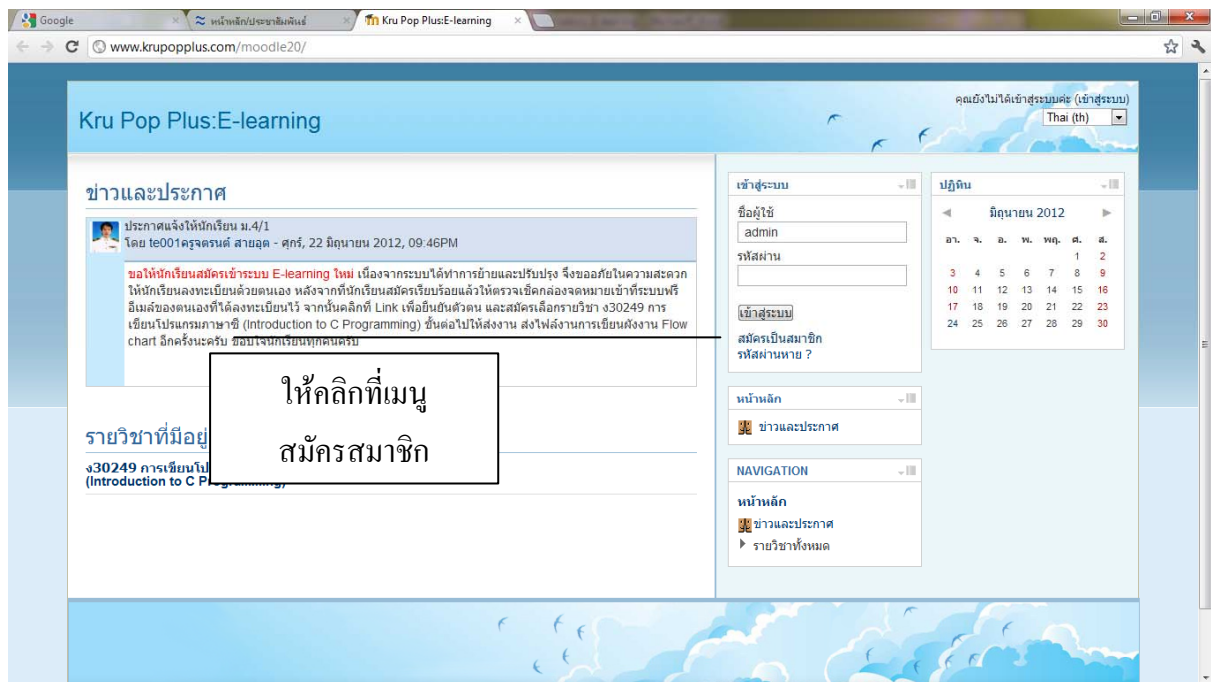 Google
หน้าหลัก/ประชาสัมพันธ์
Kru Pop Plus:E-learning
www.krupopplus.com/moodle20/
คุณยังไม่ได้เข้าสู่ระบบค่ะ (เข้าสู่ระบบ)
Thai (th)
Kru Pop Plus:E-learning
ข่าวและประกาศ
ประกาศแจ้งให้นักเรียน ม.4/1
โดย te001ครูจตรนต์ สายอุต - ศุกร์, 22 มิถุนายน 2012, 09:46PM
ขอให้นักเรียนสมัครเข้าระบบ E-learning ใหม่ เนื่องจากระบบได้ทำการย้ายและปรับปรุง จึงขออภัยในความสะดวก
ให้นักเรียนลงทะเบียนด้วยตนเอง หลังจากที่นักเรียนสมัครเรียบร้อยแล้วให้ตรวจเช็คกล่องจดหมายเข้าที่ระบบฟรี
อีเมล์ของตนเองที่ได้ลงทะเบียนไว้ จากนั้นคลิกที่ Link เพื่อยืนยันตัวตน และสมัครเลือกรายวิชา ง30249 การ
เขียนโปรแกรมภาษาซี (Introduction to C Programming) ขั้นต่อไปให้ส่งงาน ส่งไฟล์งานการเขียนผังงาน Flow
chart อีกครั้งนะครับ ขอบใจนักเรียนทุกคนครับ
ให้คลิกที่เมนู
สมัครสมาชิก
รายวิชาที่มีอยู่
ง30249 การเขียนโป
(Introduction to C Programming)
เข้าสู่ระบบ
ชื่อผู้ใช้
admin
รหัสผ่าน
เข้าสู่ระบบ
สมัครเป็นสมาชิก
รหัสผ่านหาย ?
หน้าหลัก
ข่าวและประกาศ
NAVIGATION
หน้าหลัก
ข่าวและประกาศ
รายวิชาทั้งหมด
ปฏิทิน
มิถุนายน 2012
อา. จ. อ. พ. พฤ. ศ. ส.
1 2
3 4 5 6 7 8 9
10 11 12 13 14 15 16
17 18 19 20 21 22 23
24 25 26 27 28 29 30